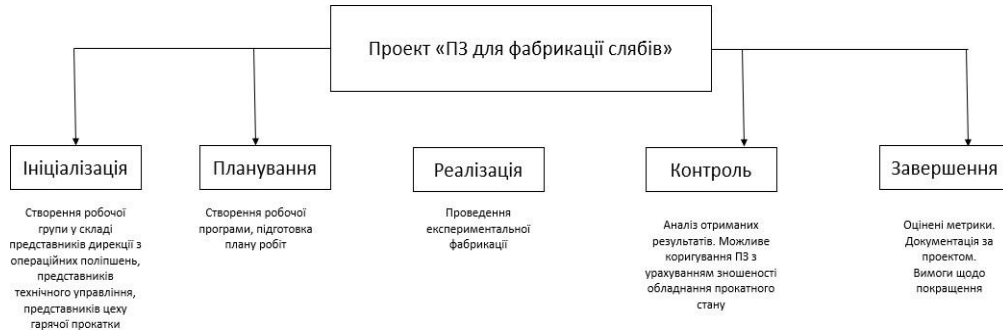 Проект «ПЗ для фабрикації слябів»
Ініціалізація
Створення робочої
групи у складі
представників дирекції з
операційних поліпшень,
представників
технічного управління,
представників цеху
гарячої прокатки
Планування
Створення робочої
програми, підготовка
плану робіт
Реалізація
Проведення
експериментальної
фабрикації
Контроль
Аналіз отриманих
результатів. Можливе
коригування ПЗ з
урахуванням зношеності
обладнання прокатного
стану
Завершення
Оцінені метрики.
Документація за
проектом.
Вимоги щодо
покращення